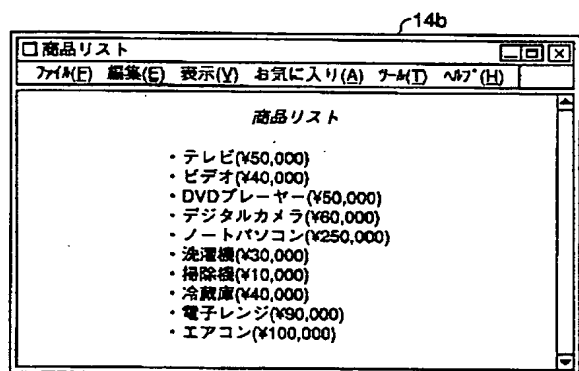 14b
商品リスト
ファイル(F) 編集(E) 表示(V) お気に入り(A) ツール(T) ヘルプ(H)
商品リスト
・テレビ(¥50,000)
・ビデオ(¥40,000)
・DVDプレーヤー(¥50,000)
・デジタルカメラ(¥60,000)
・ノートパソコン(¥250,000)
・洗濯機(¥30,000)
・掃除機(¥10,000)
・冷蔵庫(¥40,000)
・電子レンジ(¥90,000)
・エアコン(¥100,000)